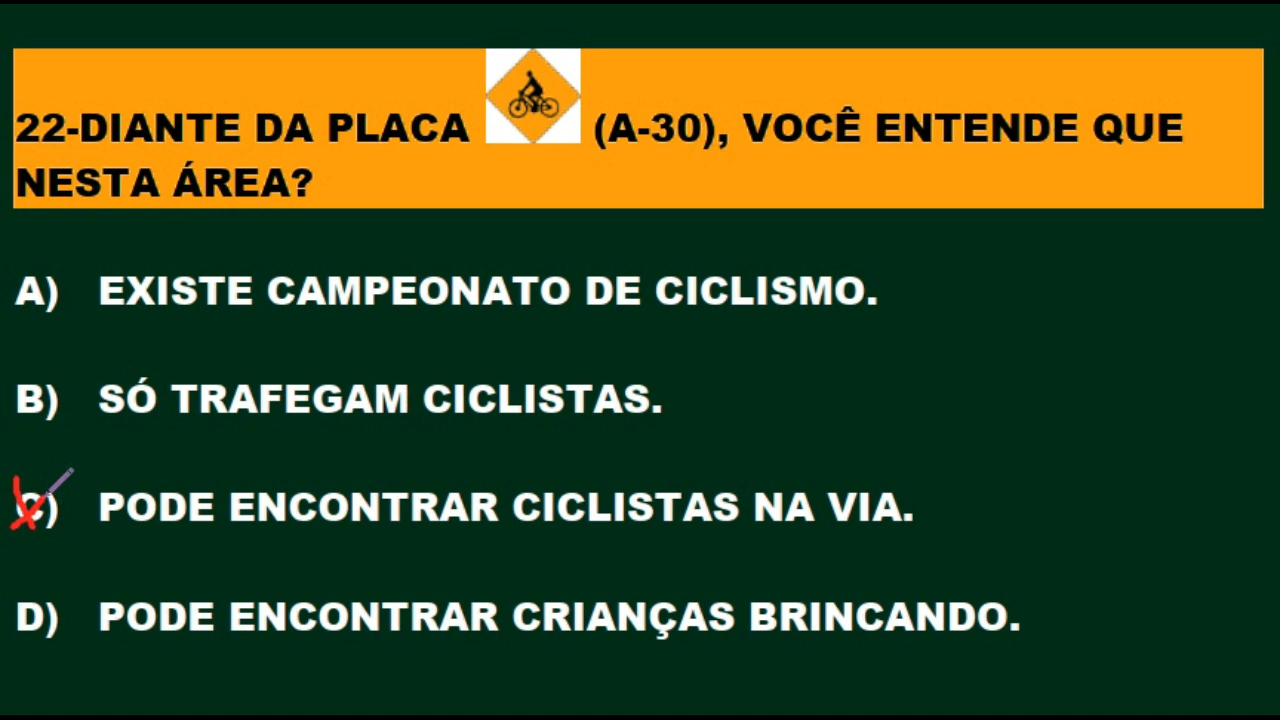 22-DIANTE DA PLACA (A-30), VOCÊ ENTENDE QUE
NESTA ÁREA?
A) EXISTE CAMPEONATO DE CICLISMO.
B) SÓ TRAFEGAM CICLISTAS.
C) PODE ENCONTRAR CICLISTAS NA VIA.
D) PODE ENCONTRAR CRIANÇAS BRINCANDO.